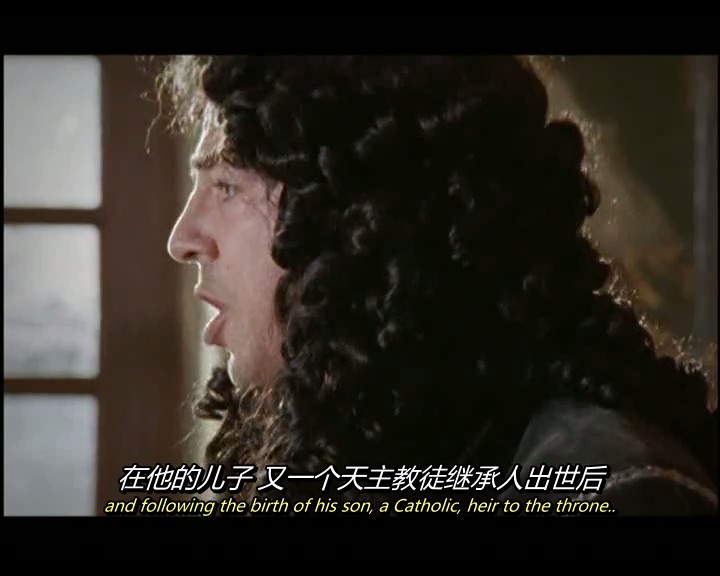 在他的儿子 又一个天主教徒继承人出世后
and following the birth of his son, a Catholic, heir to the throne..